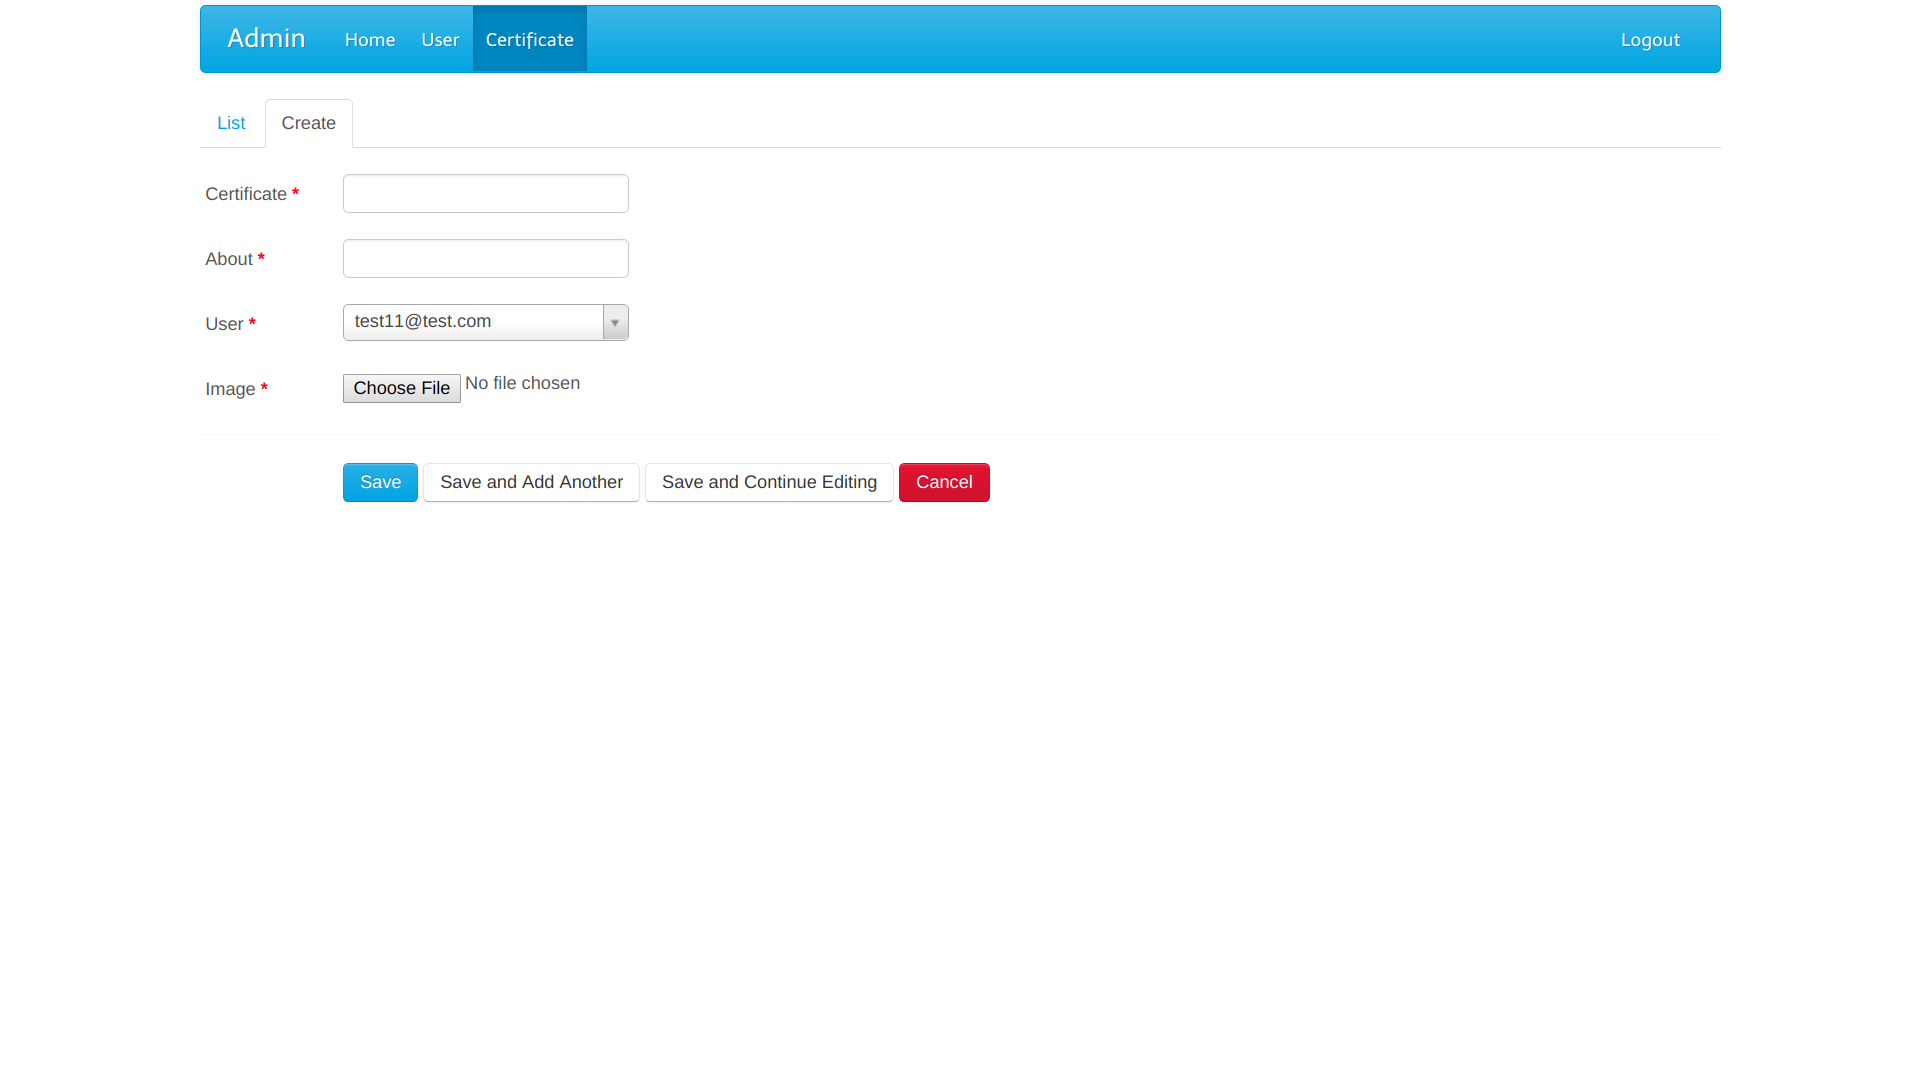 Admin Home User Certificate Logout
List Create
Certificate *
About *
User * test11@test.com
Image * Choose File No file chosen
Save Save and Add Another Save and Continue Editing Cancel